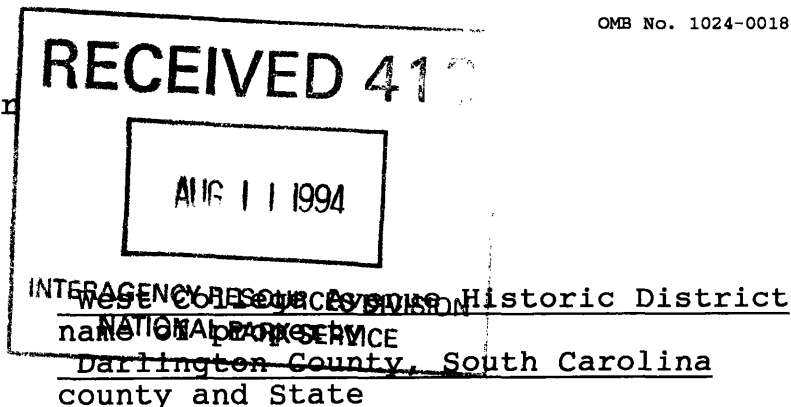 OMB No. 1024-0018
RECEIVED 41
AUG 11 1994
INTERAGENCY RESOURCES DIVISION
NATIONAL PARK SERVICE
West College Avenue Historic District
name of property
Darlington County, South Carolina
county and State